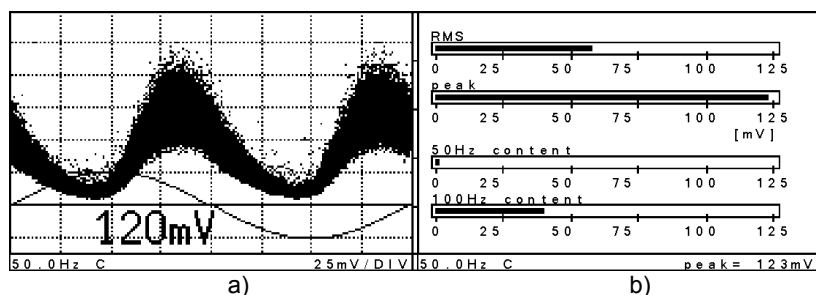 120mV
50.0Hz C 25mV/DIV
a)
RMS
0 25 50 75 100 125
peak
0 25 50 75 100 125
[mV]
50Hz content
0 25 50 75 100 125
100Hz content
0 25 50 75 100 125
50.0Hz C peak= 123mV
b)